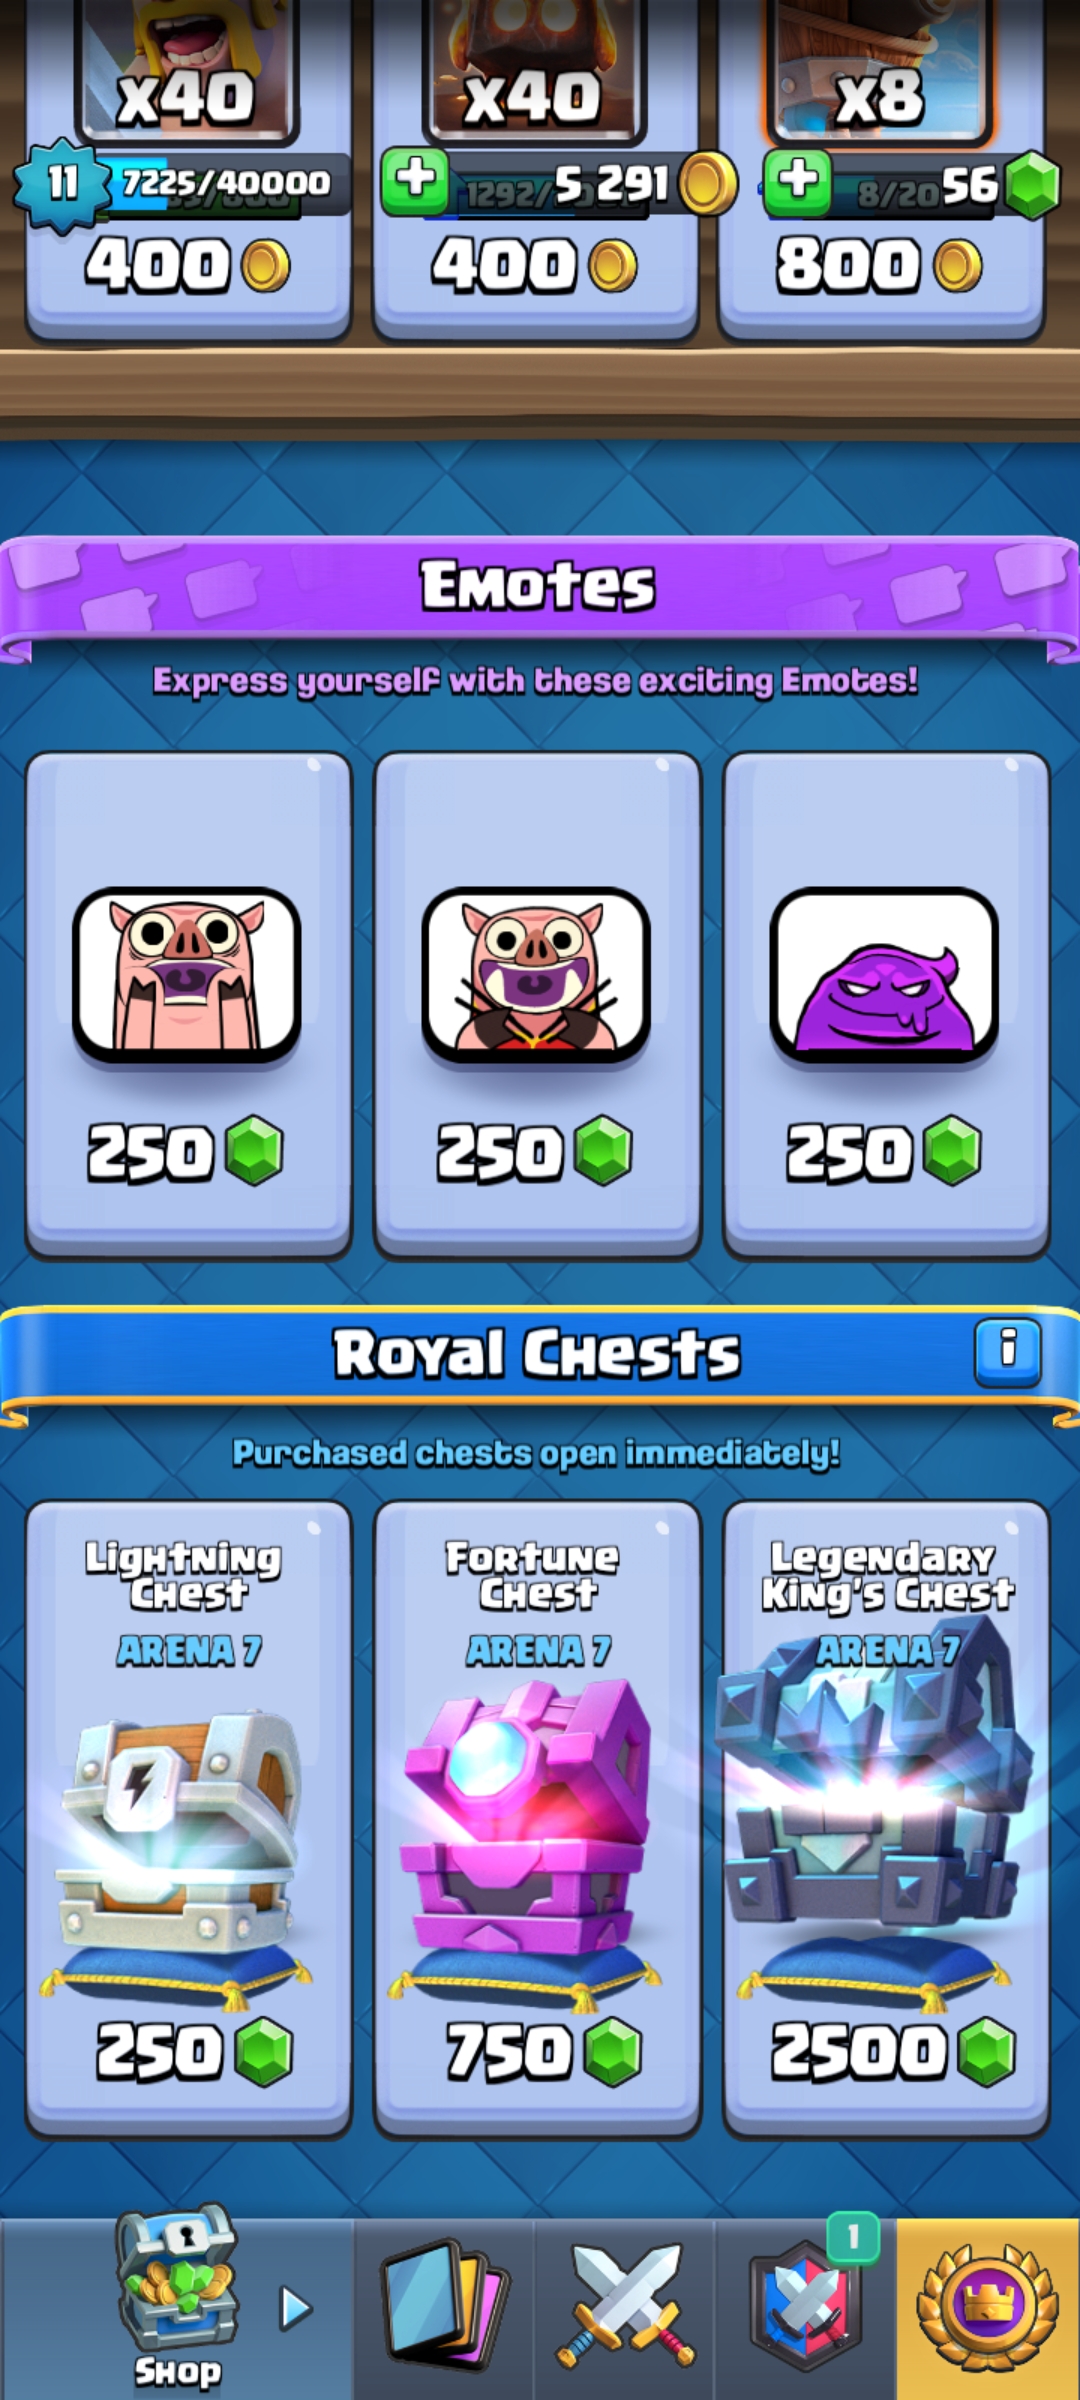 x40
x40
x8
11
7225/40000
5 291
8/20
56
400
400
800
Emotes
Express yourself with these exciting Emotes!
250
250
250
Royal Chests
i
Purchased chests open immediately!
Lightning
Chest
ARENA 7
Fortune
Chest
ARENA 7
Legendary
King's Chest
ARENA 7
250
750
2500
1
Shop